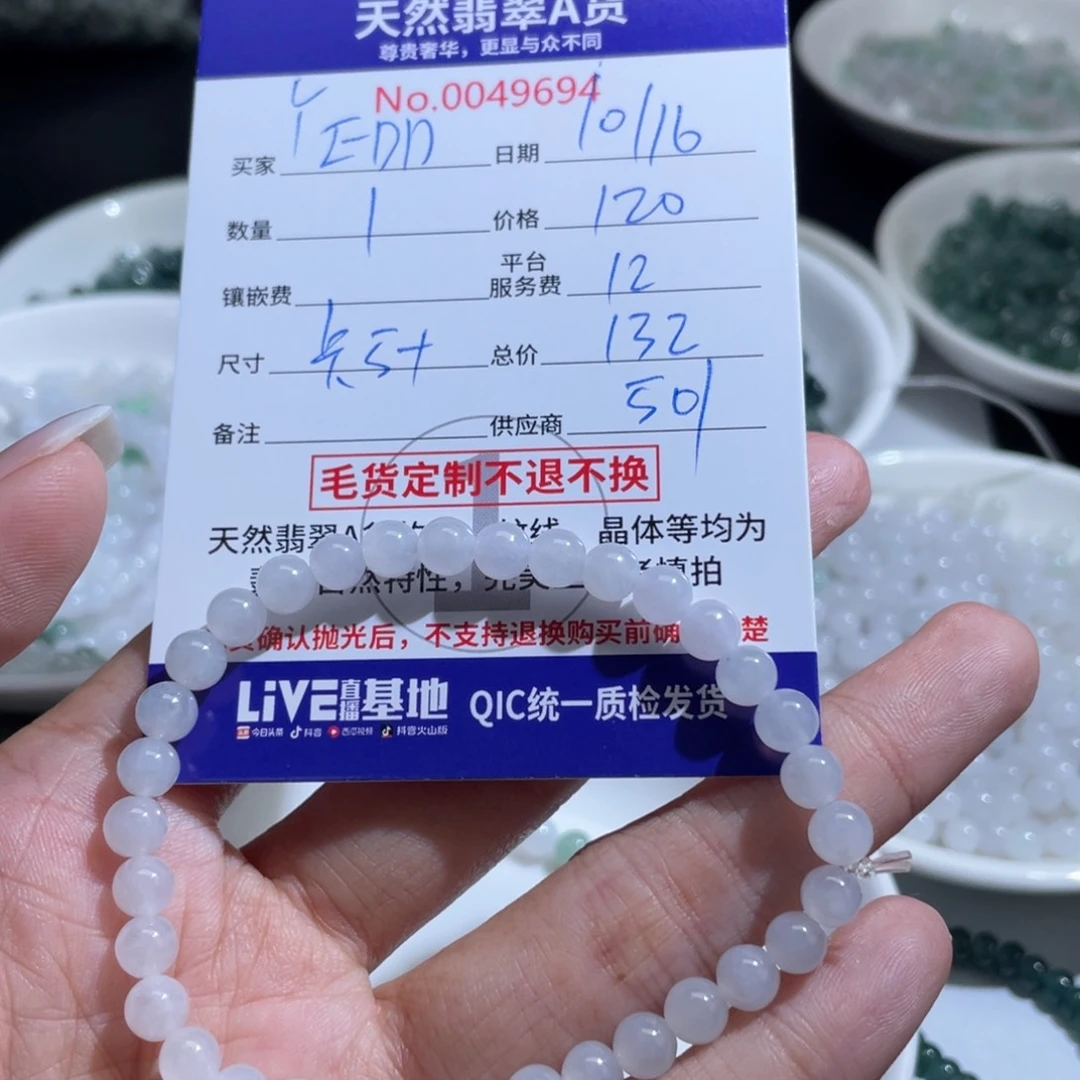 天然翡翠A货
尊贵奢华，更显与众不同
No.0049694
买家 日期 10/16
数量 1 价格 120
镶嵌费 平台服务费 12
尺寸 总价 132
备注 供应商 501
毛货定制不退不换
天然翡翠A 晶体等均为
自然特性，完美 慎拍
确认抛光后，不支持退换购买前确 楚
LiVE直播基地 QIC统一质检发货
今日头条 抖音 西瓜视频 抖音火山版